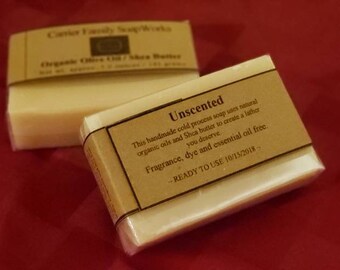 Carrier Family SoapWorks
Organic Olive Oil / Shea Butter
Unscented
This handmade cold process soap uses natural
organic oils and Shea butter to create a lather
you deserve
Fragrance, dye and essential oil free
- READY TO USE 10/15/2018 -